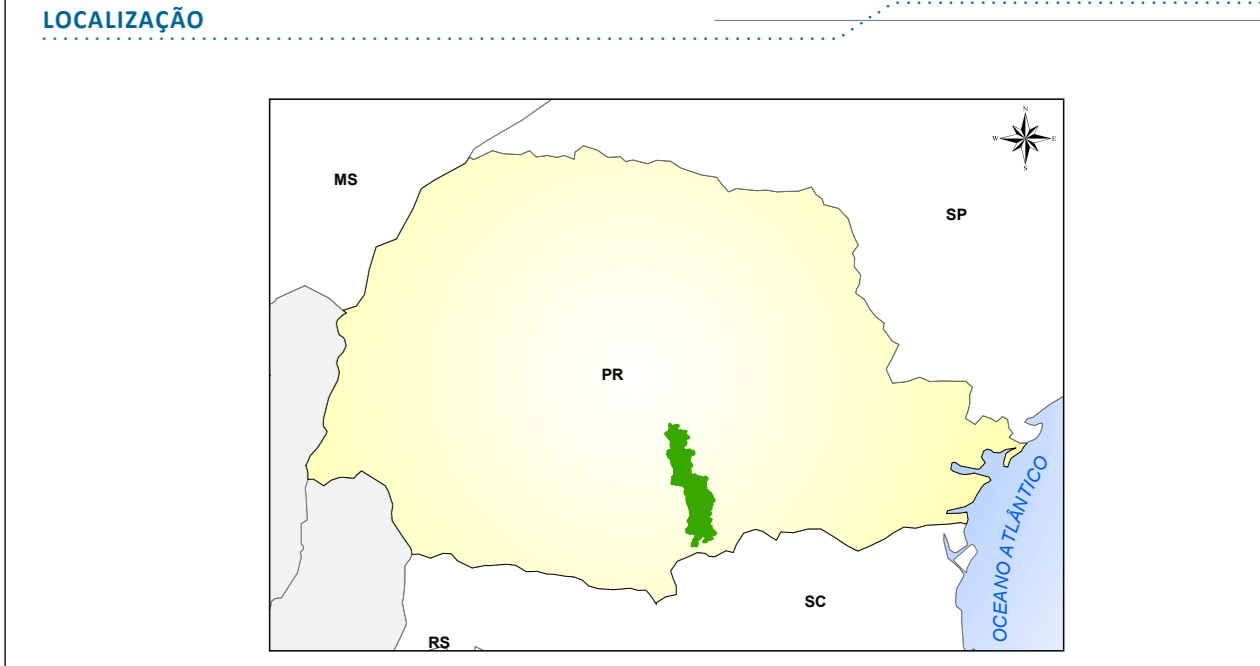 LOCALIZAÇÃO
N
W
E
S
MS
SP
PR
OCEANO ATLÂNTICO
SC
RS